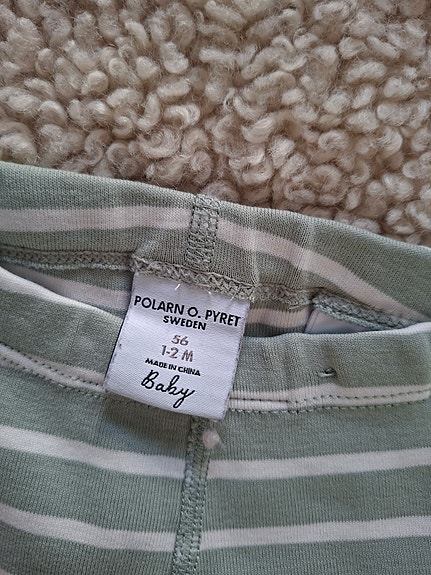 POLARN O. PYRET
SWEDEN
56
1-2 M
MADE IN CHINA
Baby